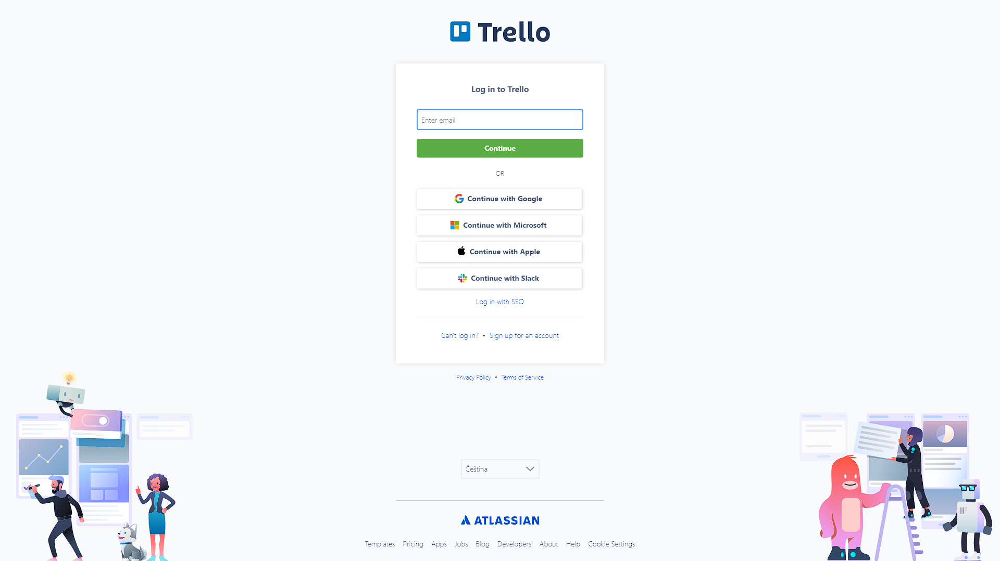 Trello
Log in to Trello
Enter email
Continue
OR
Continue with Google
Continue with Microsoft
Continue with Apple
Continue with Slack
Log in with SSO
Can't log in? • Sign up for an account
Privacy Policy • Terms of Service
Čeština
ATLASSIAN
Templates Pricing Apps Jobs Blog Developers About Help Cookie Settings